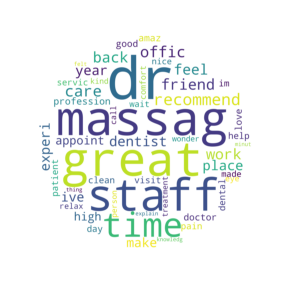 amaz
good
nice
dr
offic
back
kind
servic
comfort
year
feel
care
friend
im
profession
wait
recommend
massag
call
love
experi
appoint
dentist
wonder
help
great
work
place
patient
clean
visit
made
ive
staff
dental
relax
thing
person
treatment
eye
high
time
doctor
day
explain
pain
make
knowledg